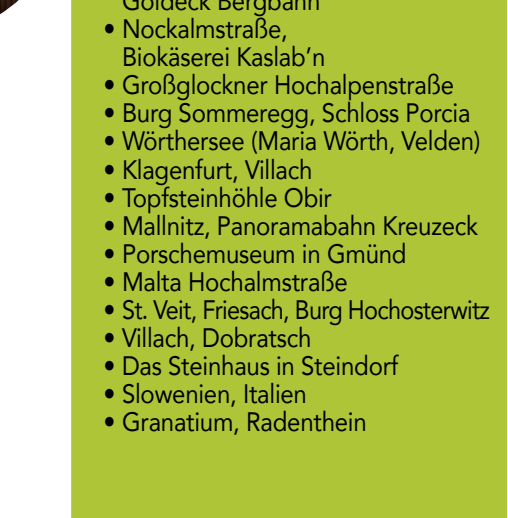 Goldeck Bergbahn
• Nockalmstraße,
Biokäserei Kaslab’n
• Großglockner Hochalpenstraße
• Burg Sommeregg, Schloss Porcia
• Wörthersee (Maria Wörth, Velden)
• Klagenfurt, Villach
• Topfsteinhöhle Obir
• Mallnitz, Panoramabahn Kreuzeck
• Porschemuseum in Gmünd
• Malta Hochalmstraße
• St. Veit, Friesach, Burg Hochosterwitz
• Villach, Dobratsch
• Das Steinhaus in Steindorf
• Slowenien, Italien
• Granatium, Radenthein